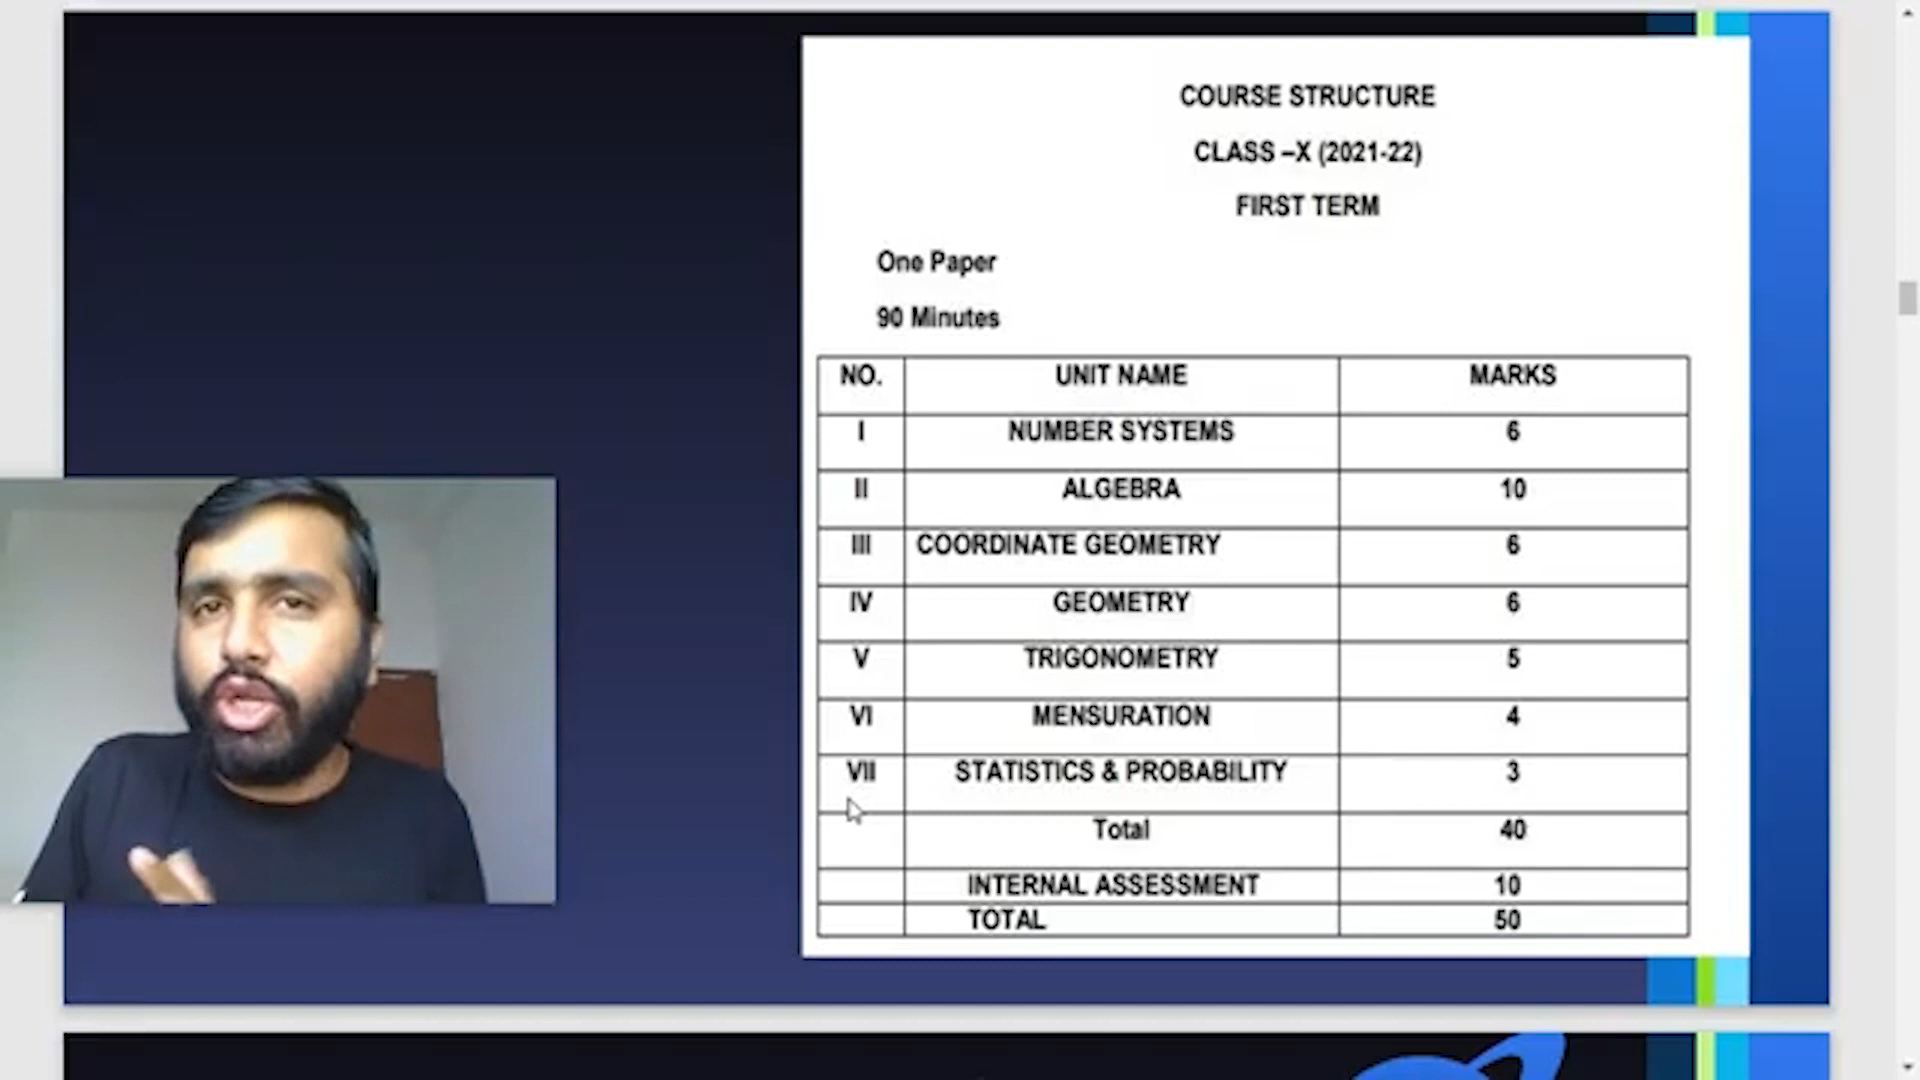 COURSE STRUCTURE
CLASS –X (2021-22)
FIRST TERM
One Paper
90 Minutes
NO. UNIT NAME MARKS
I NUMBER SYSTEMS 6
II ALGEBRA 10
III COORDINATE GEOMETRY 6
IV GEOMETRY 6
V TRIGONOMETRY 5
VI MENSURATION 4
VII STATISTICS & PROBABILITY 3
Total 40
INTERNAL ASSESSMENT 10
TOTAL 50